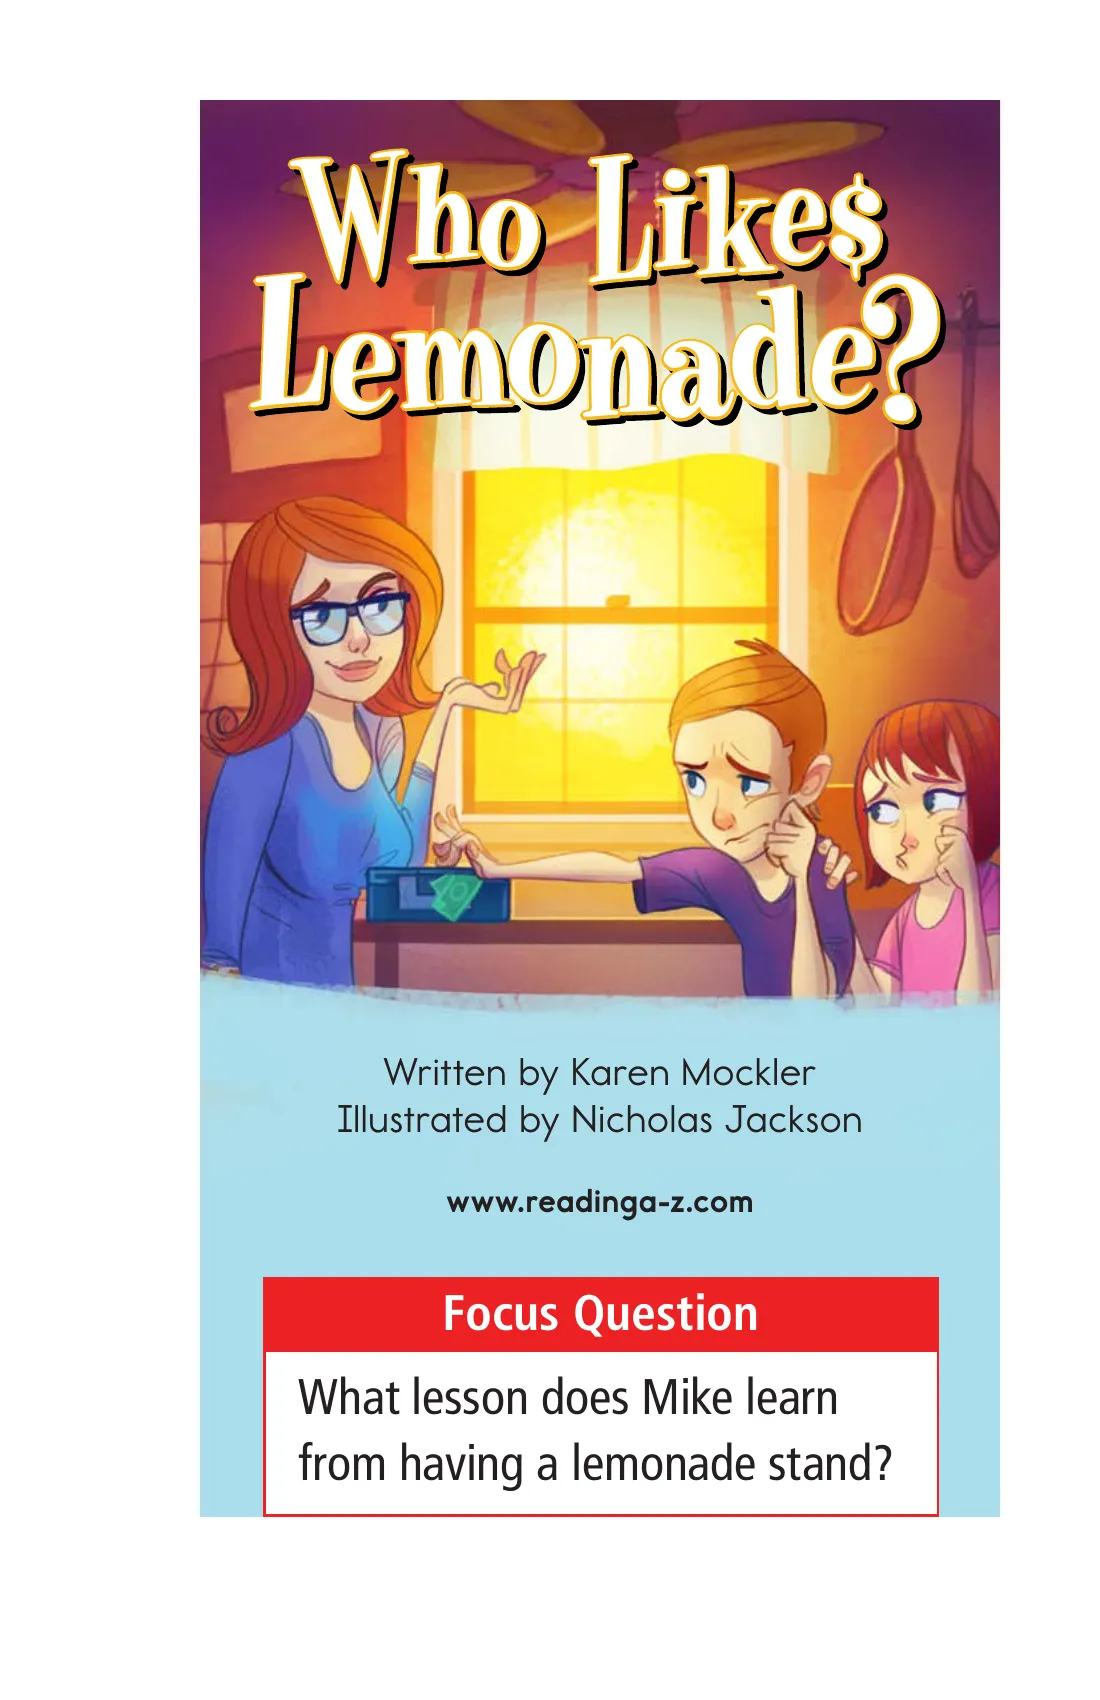 Who Like$
Lemonade?
Written by Karen Mockler
Illustrated by Nicholas Jackson
www.readinga-z.com
Focus Question
What lesson does Mike learn
from having a lemonade stand?